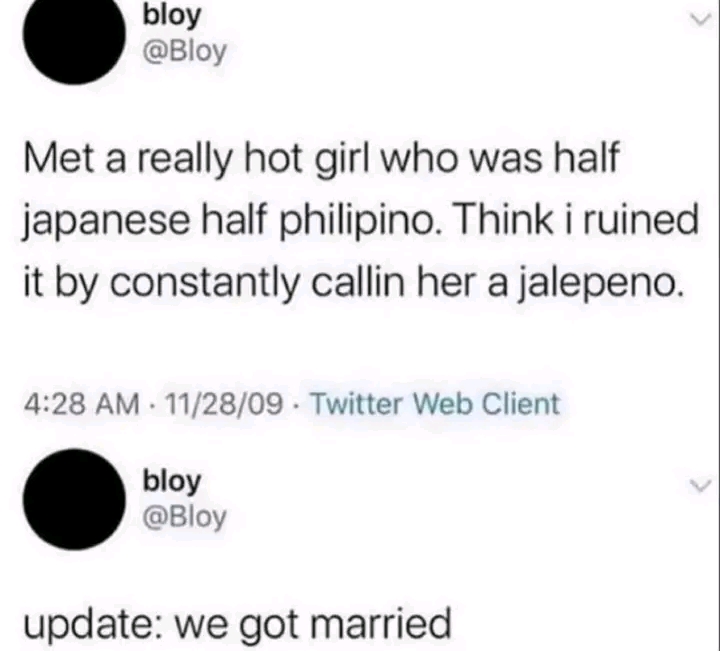 bloy
@Bloy
Met a really hot girl who was half
japanese half philipino. Think i ruined
it by constantly callin her a jalepeno.
4:28 AM · 11/28/09 · Twitter Web Client
bloy
@Bloy
update: we got married